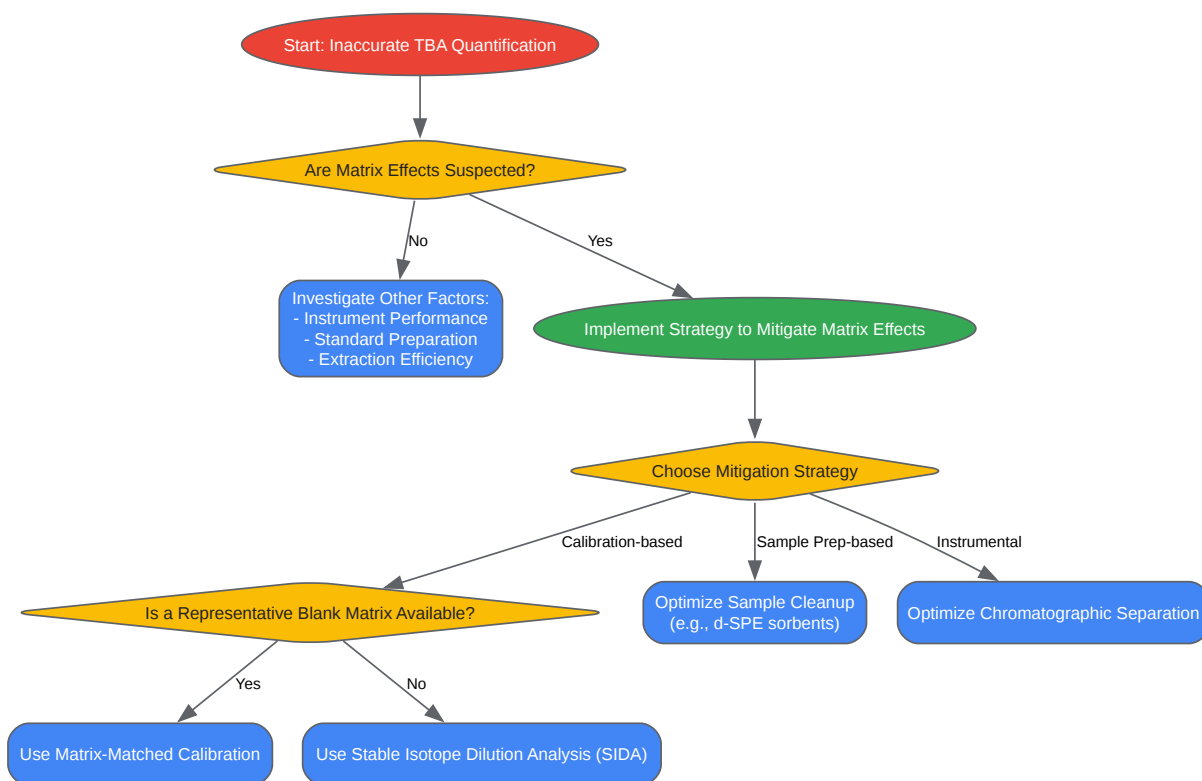 Start: Inaccurate TBA Quantification
Are Matrix Effects Suspected?
No
Yes
Investigate Other Factors:
- Instrument Performance
- Standard Preparation
- Extraction Efficiency
Implement Strategy to Mitigate Matrix Effects
Choose Mitigation Strategy
Calibration-based
Sample Prep-based
Instrumental
Is a Representative Blank Matrix Available?
Optimize Sample Cleanup
(e.g., d-SPE sorbents)
Optimize Chromatographic Separation
Yes
No
Use Matrix-Matched Calibration
Use Stable Isotope Dilution Analysis (SIDA)